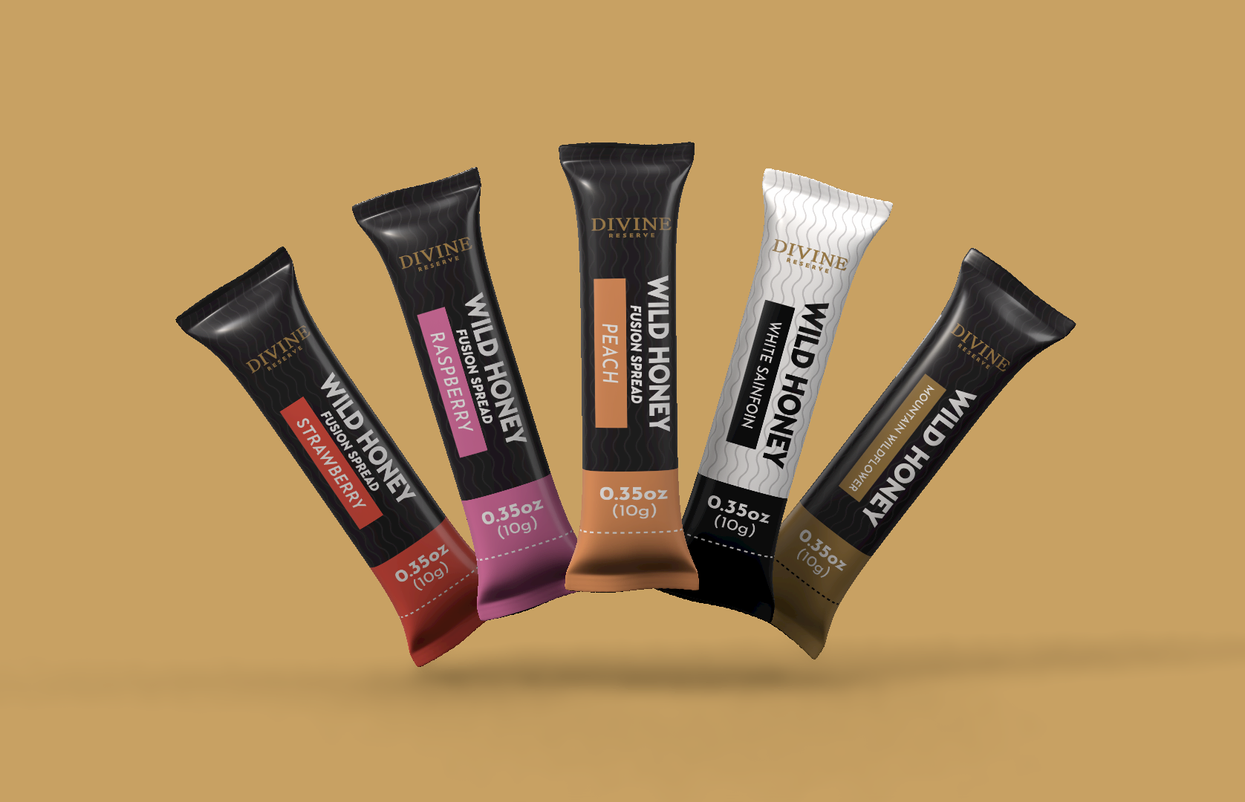 DIVINE
RESERVE
WILD HONEY
FUSION SPREAD
STRAWBERRY
0.35oz
(10g)
DIVINE
RESERVE
WILD HONEY
FUSION SPREAD
RASPBERRY
0.35oz
(10g)
DIVINE
RESERVE
WILD HONEY
FUSION SPREAD
PEACH
0.35oz
(10g)
DIVINE
RESERVE
WILD HONEY
WHITE SAINFOIN
0.35oz
(10g)
DIVINE
RESERVE
WILD HONEY
MOUNTAIN WILDFLOWER
0.35oz
(10g)